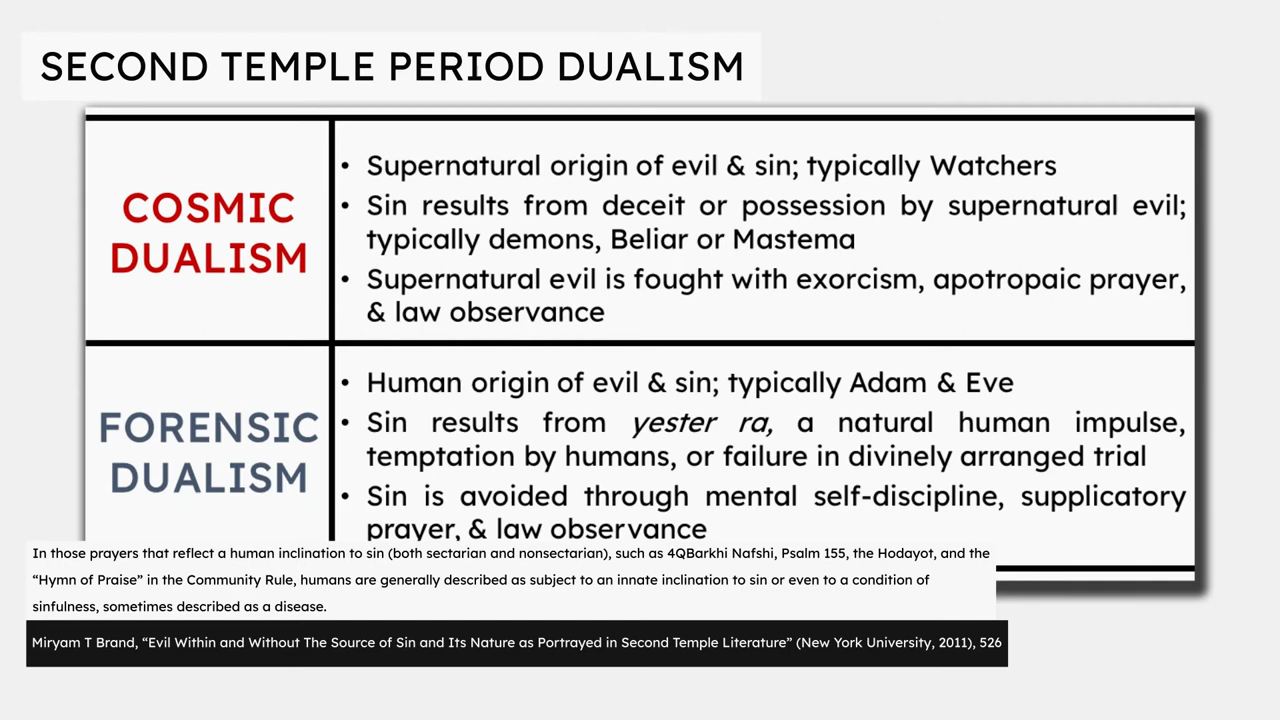 SECOND TEMPLE PERIOD DUALISM
COSMIC
DUALISM
• Supernatural origin of evil & sin; typically Watchers
• Sin results from deceit or possession by supernatural evil;
typically demons, Beliar or Mastema
• Supernatural evil is fought with exorcism, apotropaic prayer,
& law observance
FORENSIC
DUALISM
• Human origin of evil & sin; typically Adam & Eve
• Sin results from yester ra, a natural human impulse,
temptation by humans, or failure in divinely arranged trial
• Sin is avoided through mental self-discipline, supplicatory
prayer, & law observance
In those prayers that reflect a human inclination to sin (both sectarian and nonsectarian), such as 4QBarkhi Nafshi, Psalm 155, the Hodayot, and the
“Hymn of Praise” in the Community Rule, humans are generally described as subject to an innate inclination to sin or even to a condition of
sinfulness, sometimes described as a disease.
Miryam T Brand, “Evil Within and Without The Source of Sin and Its Nature as Portrayed in Second Temple Literature” (New York University, 2011), 526